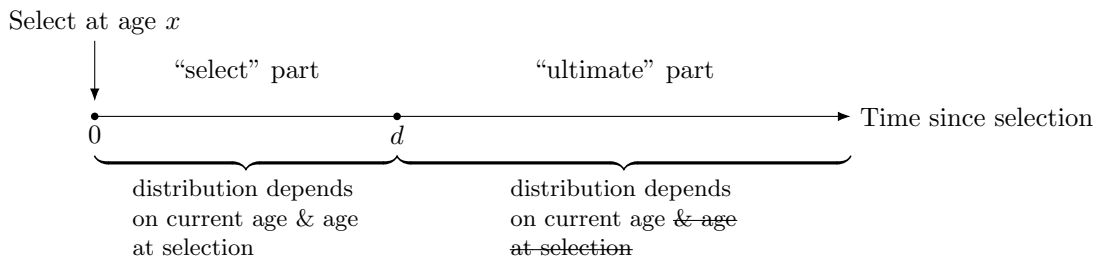 Select at age x
“select” part
“ultimate” part
0
d
Time since selection
distribution depends
on current age & age
at selection
distribution depends
on current age & age
at selection